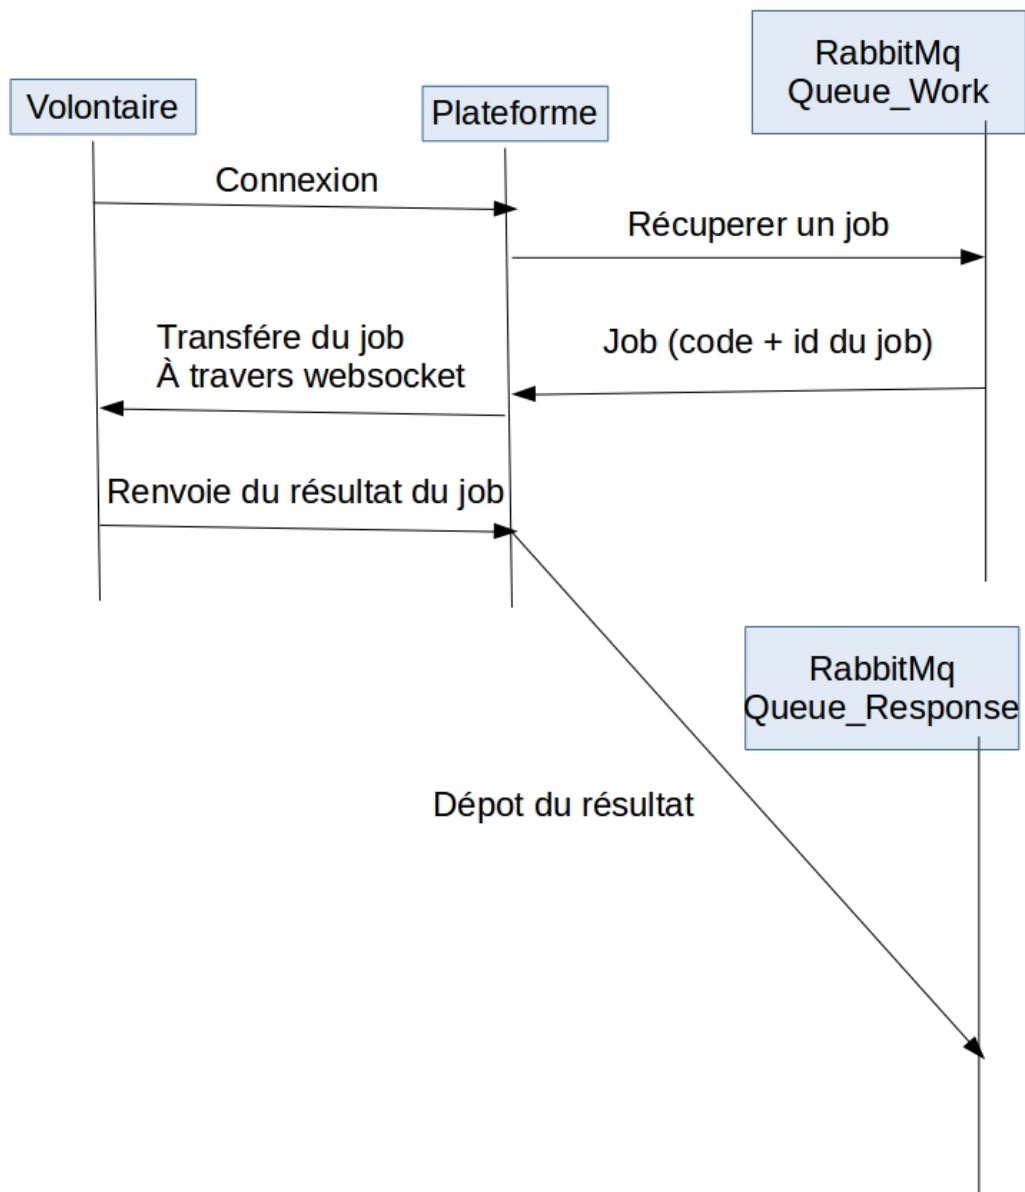 RabbitMq
Queue_Work
Volontaire
Plateforme
Connexion
Récuperer un job
Transfére du job
À travers websocket
Job (code + id du job)
Renvoie du résultat du job
RabbitMq
Queue_Response
Dépot du résultat